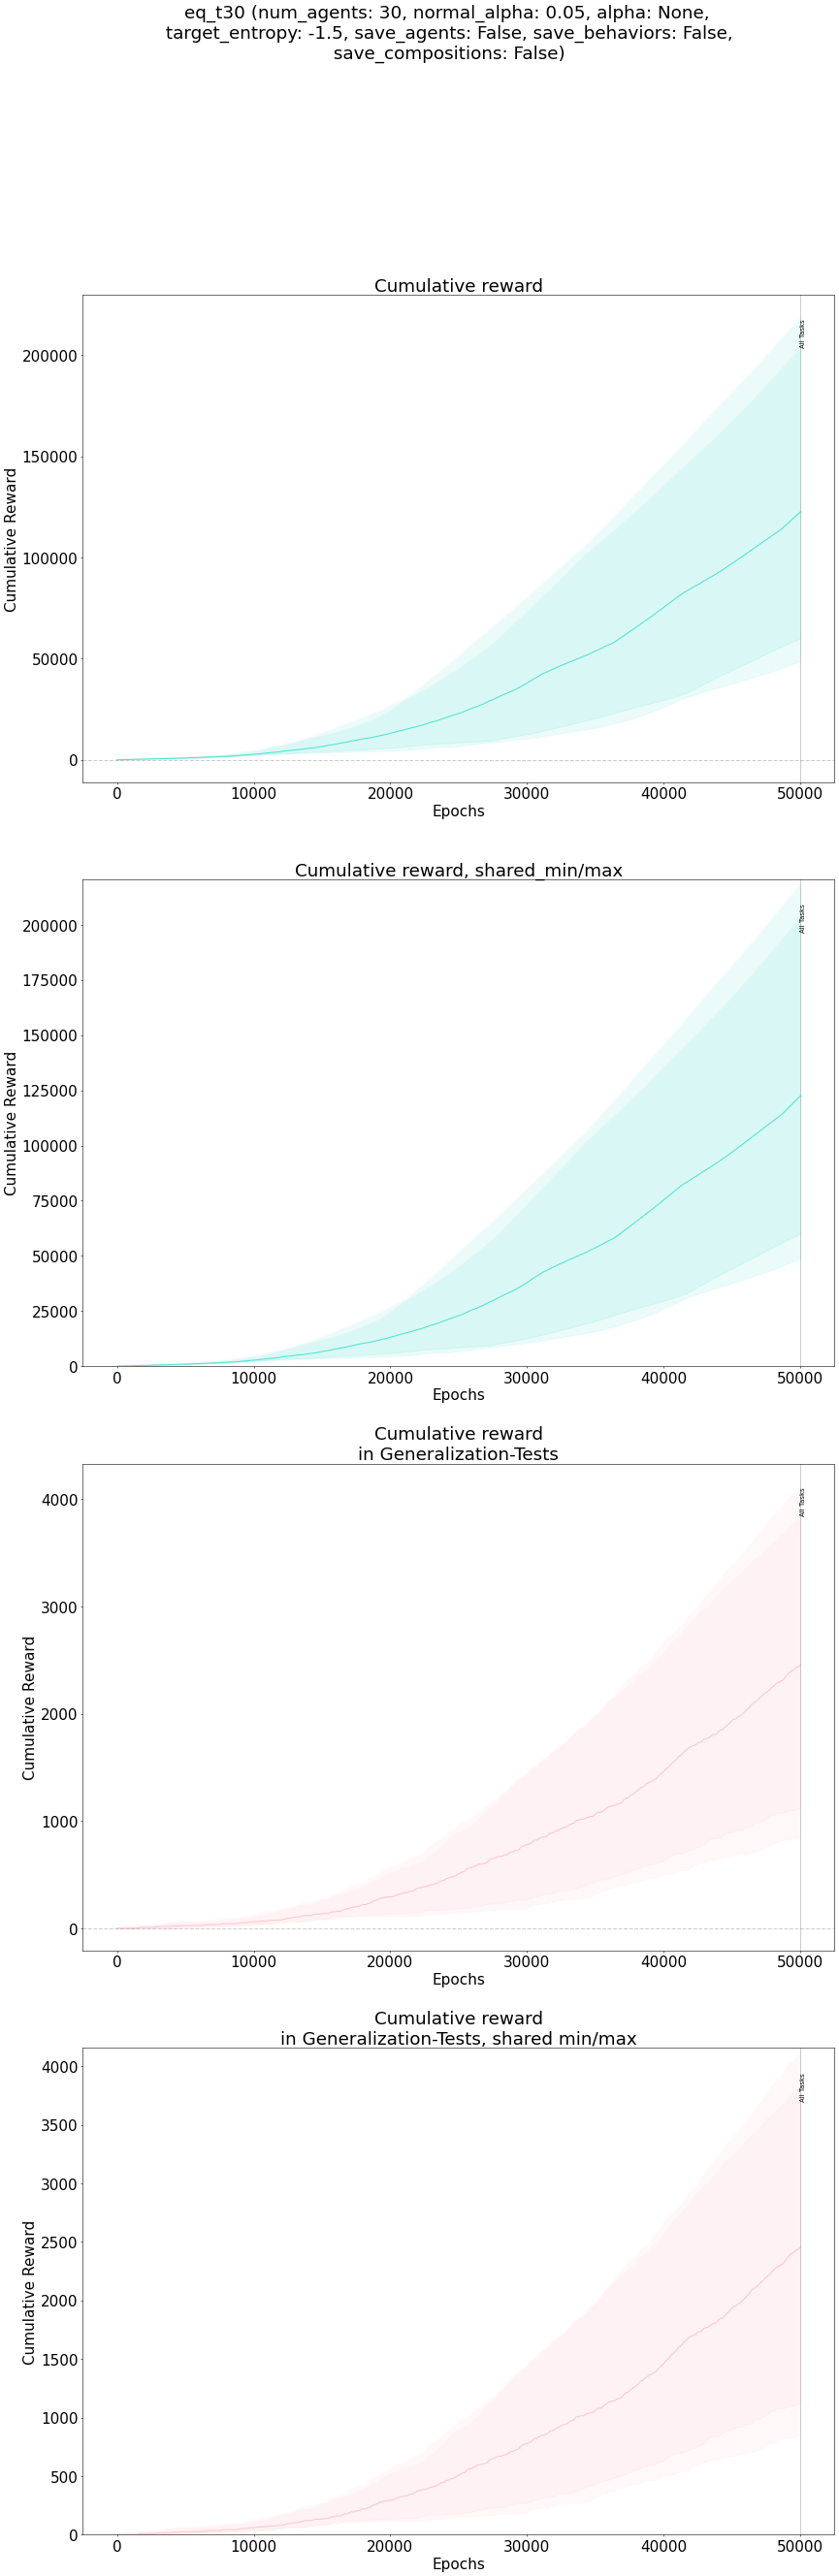 eq_t30 (num_agents: 30, normal_alpha: 0.05, alpha: None,
target_entropy: -1.5, save_agents: False, save_behaviors: False,
save_compositions: False)
Cumulative reward
All Tasks
200000
150000
100000
50000
0
Cumulative Reward
0 10000 20000 30000 40000 50000
Epochs
Cumulative reward, shared_min/max
All Tasks
200000
175000
150000
125000
100000
75000
50000
25000
0
Cumulative Reward
0 10000 20000 30000 40000 50000
Epochs
Cumulative reward
in Generalization-Tests
All Tasks
4000
3000
2000
1000
0
Cumulative Reward
0 10000 20000 30000 40000 50000
Epochs
Cumulative reward
in Generalization-Tests, shared min/max
All Tasks
4000
3500
3000
2500
2000
1500
1000
500
0
Cumulative Reward
0 10000 20000 30000 40000 50000
Epochs